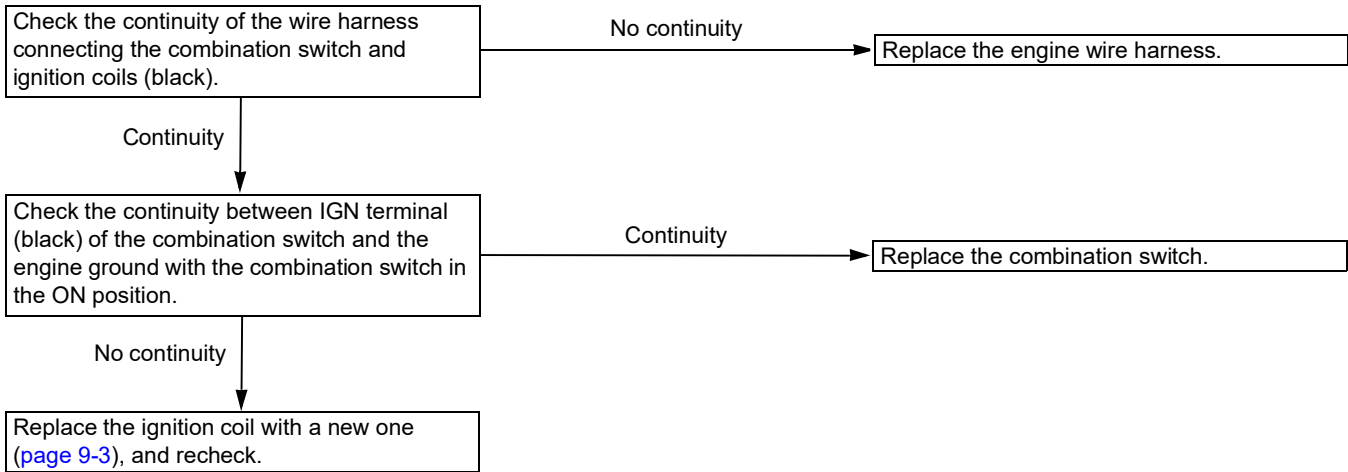 Check the continuity of the wire harness
connecting the combination switch and
ignition coils (black).
No continuity
Replace the engine wire harness.
Continuity
Check the continuity between IGN terminal
(black) of the combination switch and the
engine ground with the combination switch in
the ON position.
Continuity
Replace the combination switch.
No continuity
Replace the ignition coil with a new one
(page 9-3), and recheck.